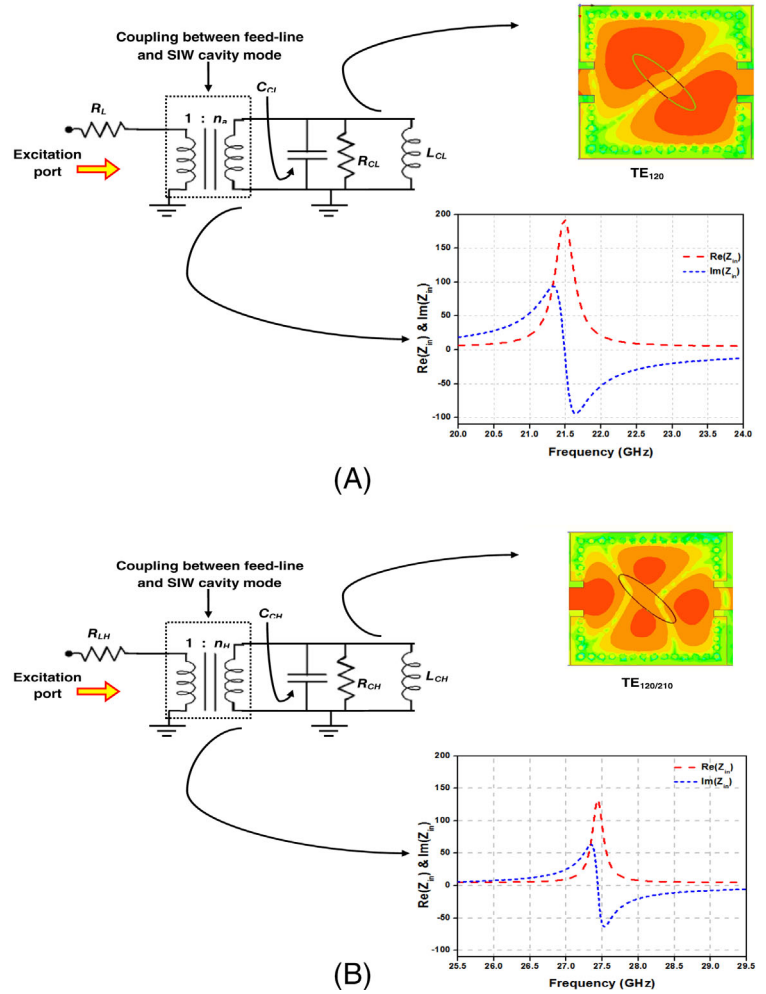 Coupling between feed-line
and SIW cavity mode
C_CL
R_L
1 : n_a
Excitation
port
R_CL
L_CL
TE_120
200
150
100
50
0
-50
-100
Re(Z_in) & Im(Z_in)
Re(Z_in)
Im(Z_in)
20.0 20.5 21.0 21.5 22.0 22.5 23.0 23.5 24.0
Frequency (GHz)
(A)
Coupling between feed-line
and SIW cavity mode
C_CH
R_LH
1 : n_H
Excitation
port
R_CH
L_CH
TE_120/210
200
150
100
50
0
-50
-100
Re(Z_in) & Im(Z_in)
Re(Z_in)
Im(Z_in)
25.5 26.0 26.5 27.0 27.5 28.0 28.5 29.0 29.5
Frequency (GHz)
(B)